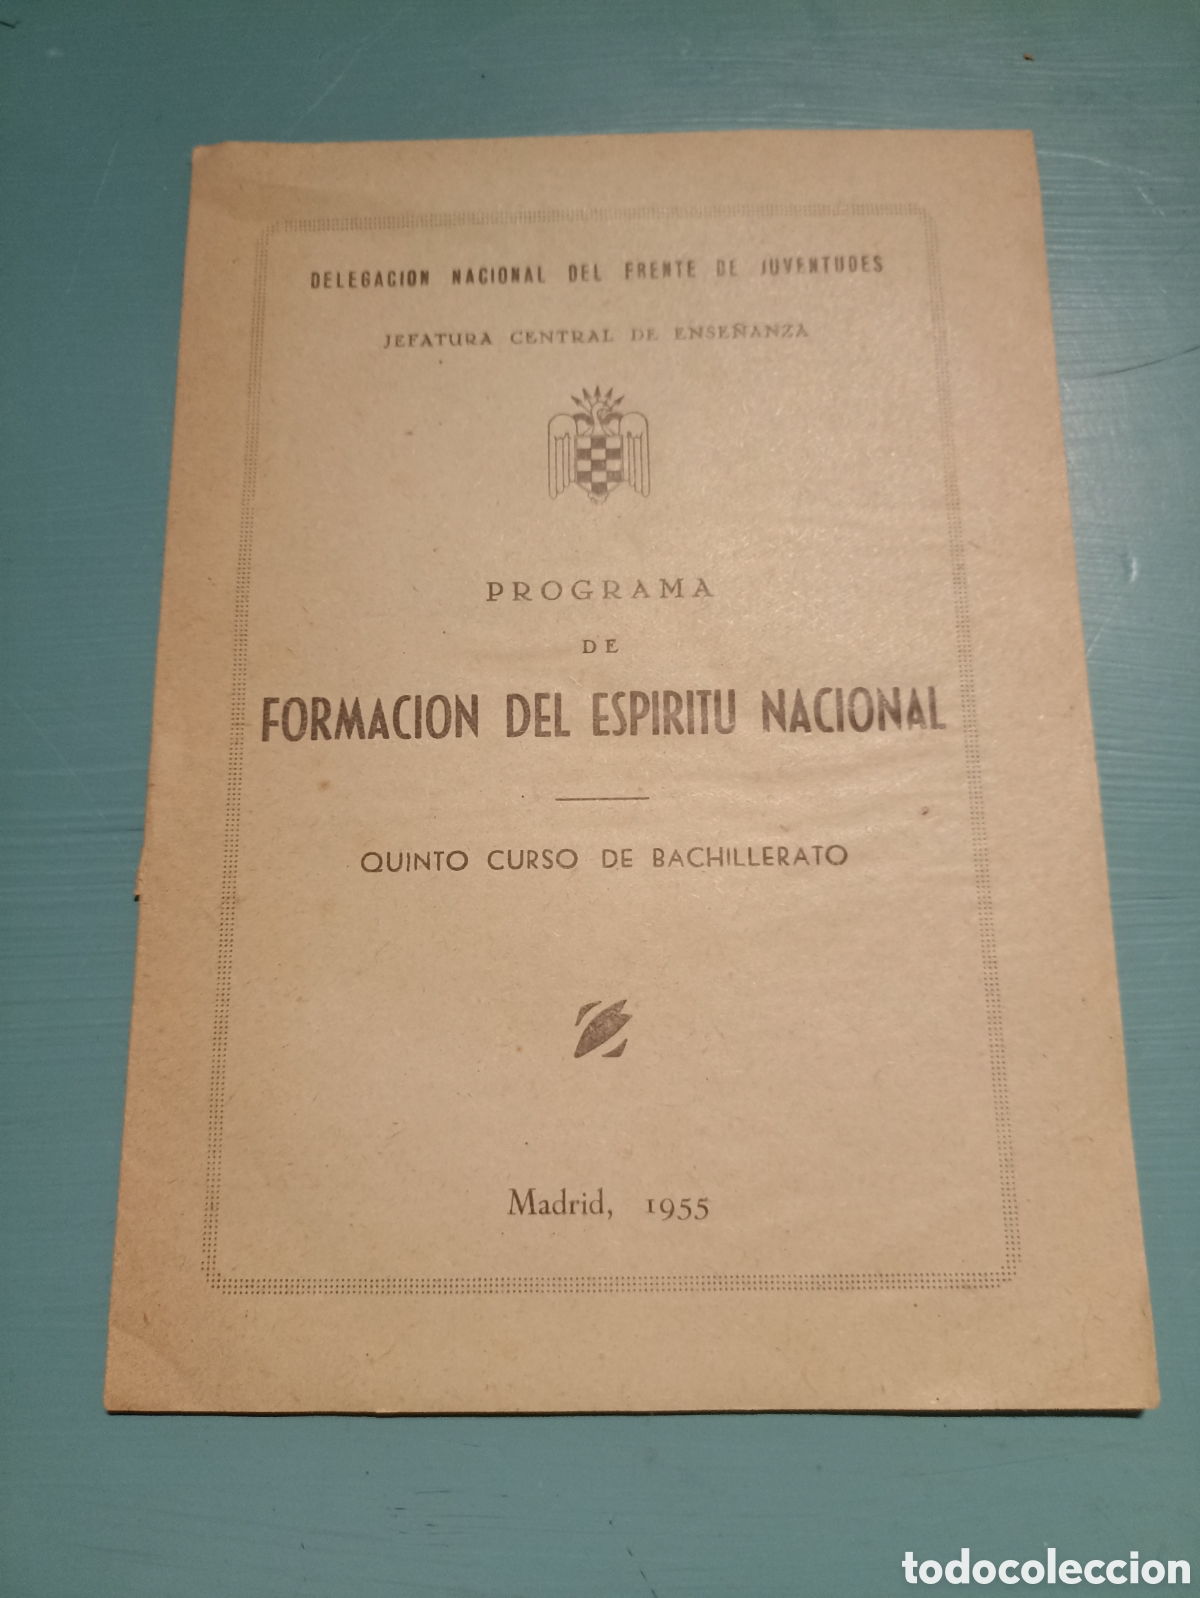 DELEGACION NACIONAL DEL FRENTE DE JUVENTUDES
JEFATURA CENTRAL DE ENSEÑANZA
PROGRAMA
DE
FORMACION DEL ESPIRITU NACIONAL
QUINTO CURSO DE BACHILLERATO
Madrid, 1955
todocoleccion